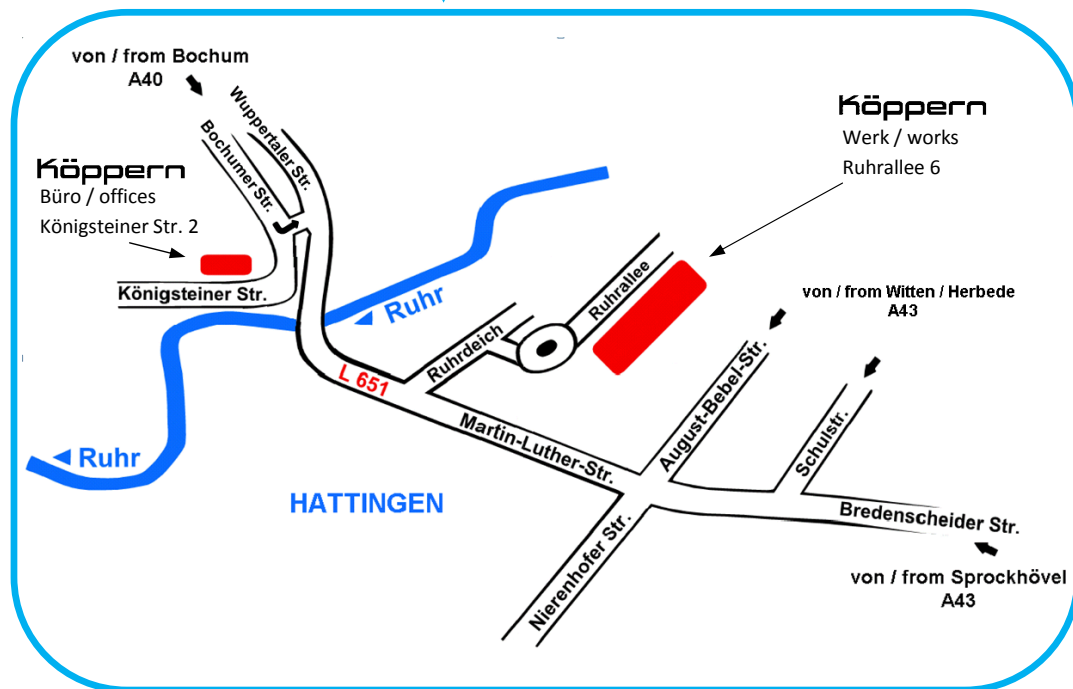 von / from Bochum
A40
Wuppertaler Str.
Bochumer Str.
Köppern
Büro / offices
Königsteiner Str. 2
Königsteiner Str.
Köppern
Werk / works
Ruhrallee 6
Ruhr
Ruhrallee
Ruhrdeich
L 651
von / from Witten / Herbede
A43
August-Bebel-Str.
Schulstr.
Martin-Luther-Str.
Ruhr
HATTINGEN
Nierenhofer Str.
Bredenscheider Str.
von / from Sprockhövel
A43